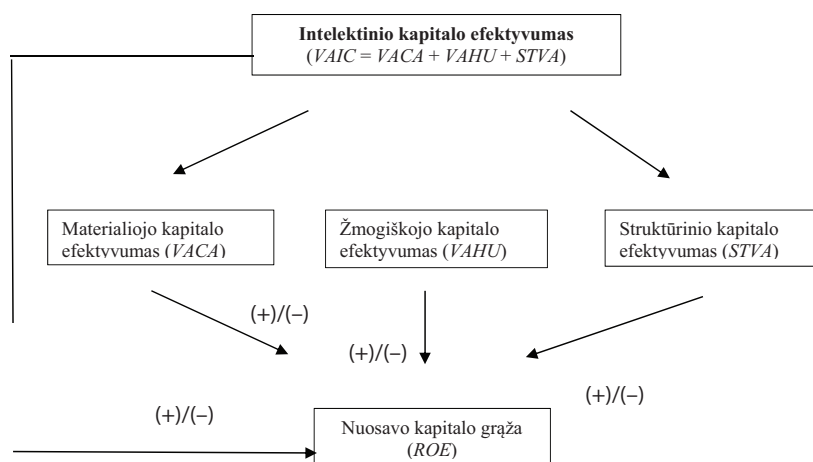 Intelektinio kapitalo efektyvumas
(VAIC = VACA + VAHU + STVA)
Materialiojo kapitalo
efektyvumas (VACA)
Žmogiškojo kapitalo
efektyvumas (VAHU)
Struktūrinio kapitalo
efektyvumas (STVA)
(+)/(–)
(+)/(–)
(+)/(–)
(+)/(–)
Nuosavo kapitalo grąža
(ROE)